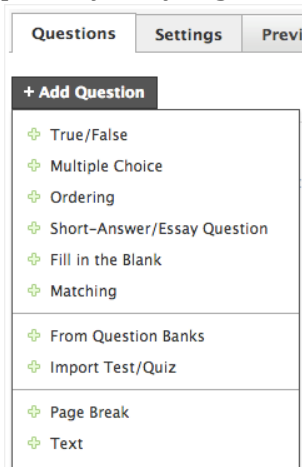 Questions Settings Previ
+ Add Question
True/False
Multiple Choice
Ordering
Short-Answer/Essay Question
Fill in the Blank
Matching
From Question Banks
Import Test/Quiz
Page Break
Text